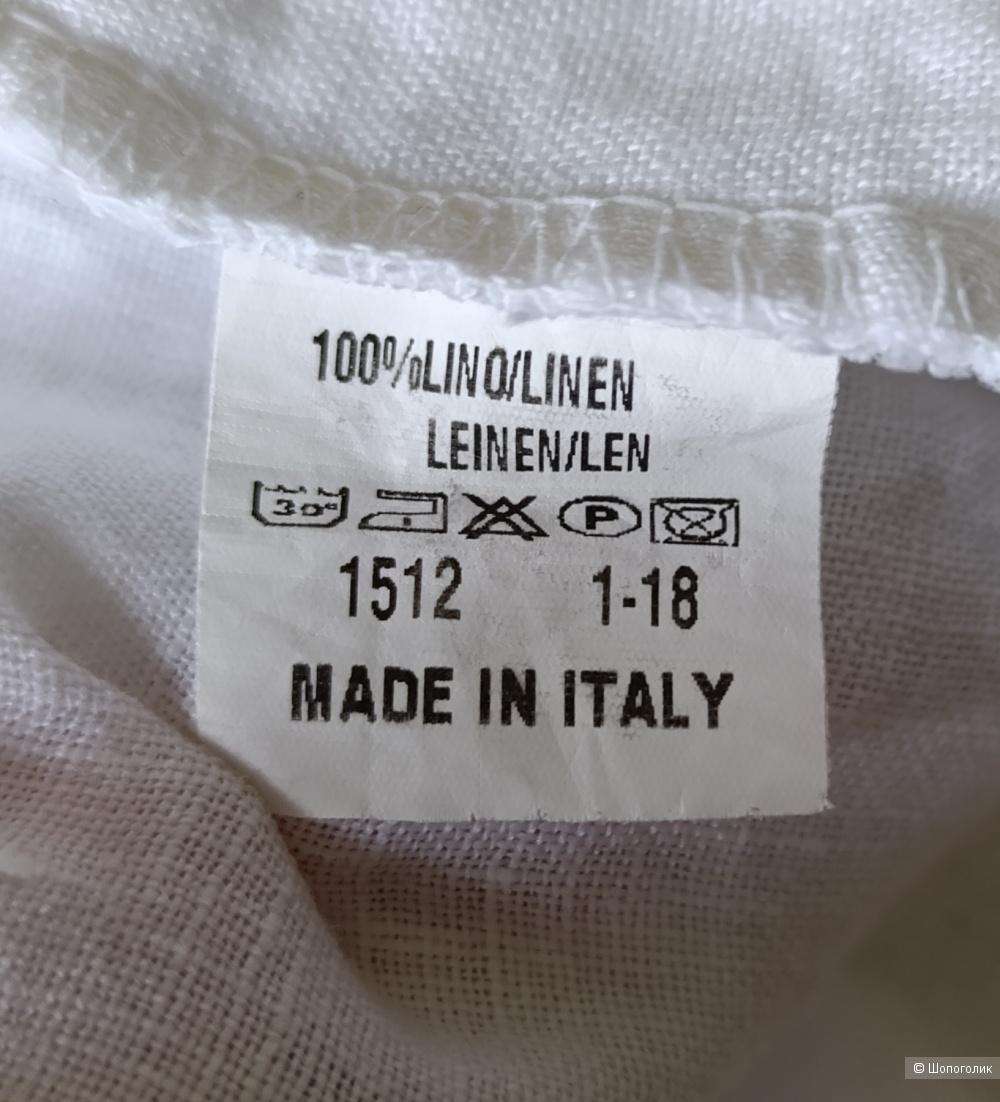 100%LINO/LINEN
LEINEN/LEN
30° P
1512 1-18
MADE IN ITALY
© Шопоголик